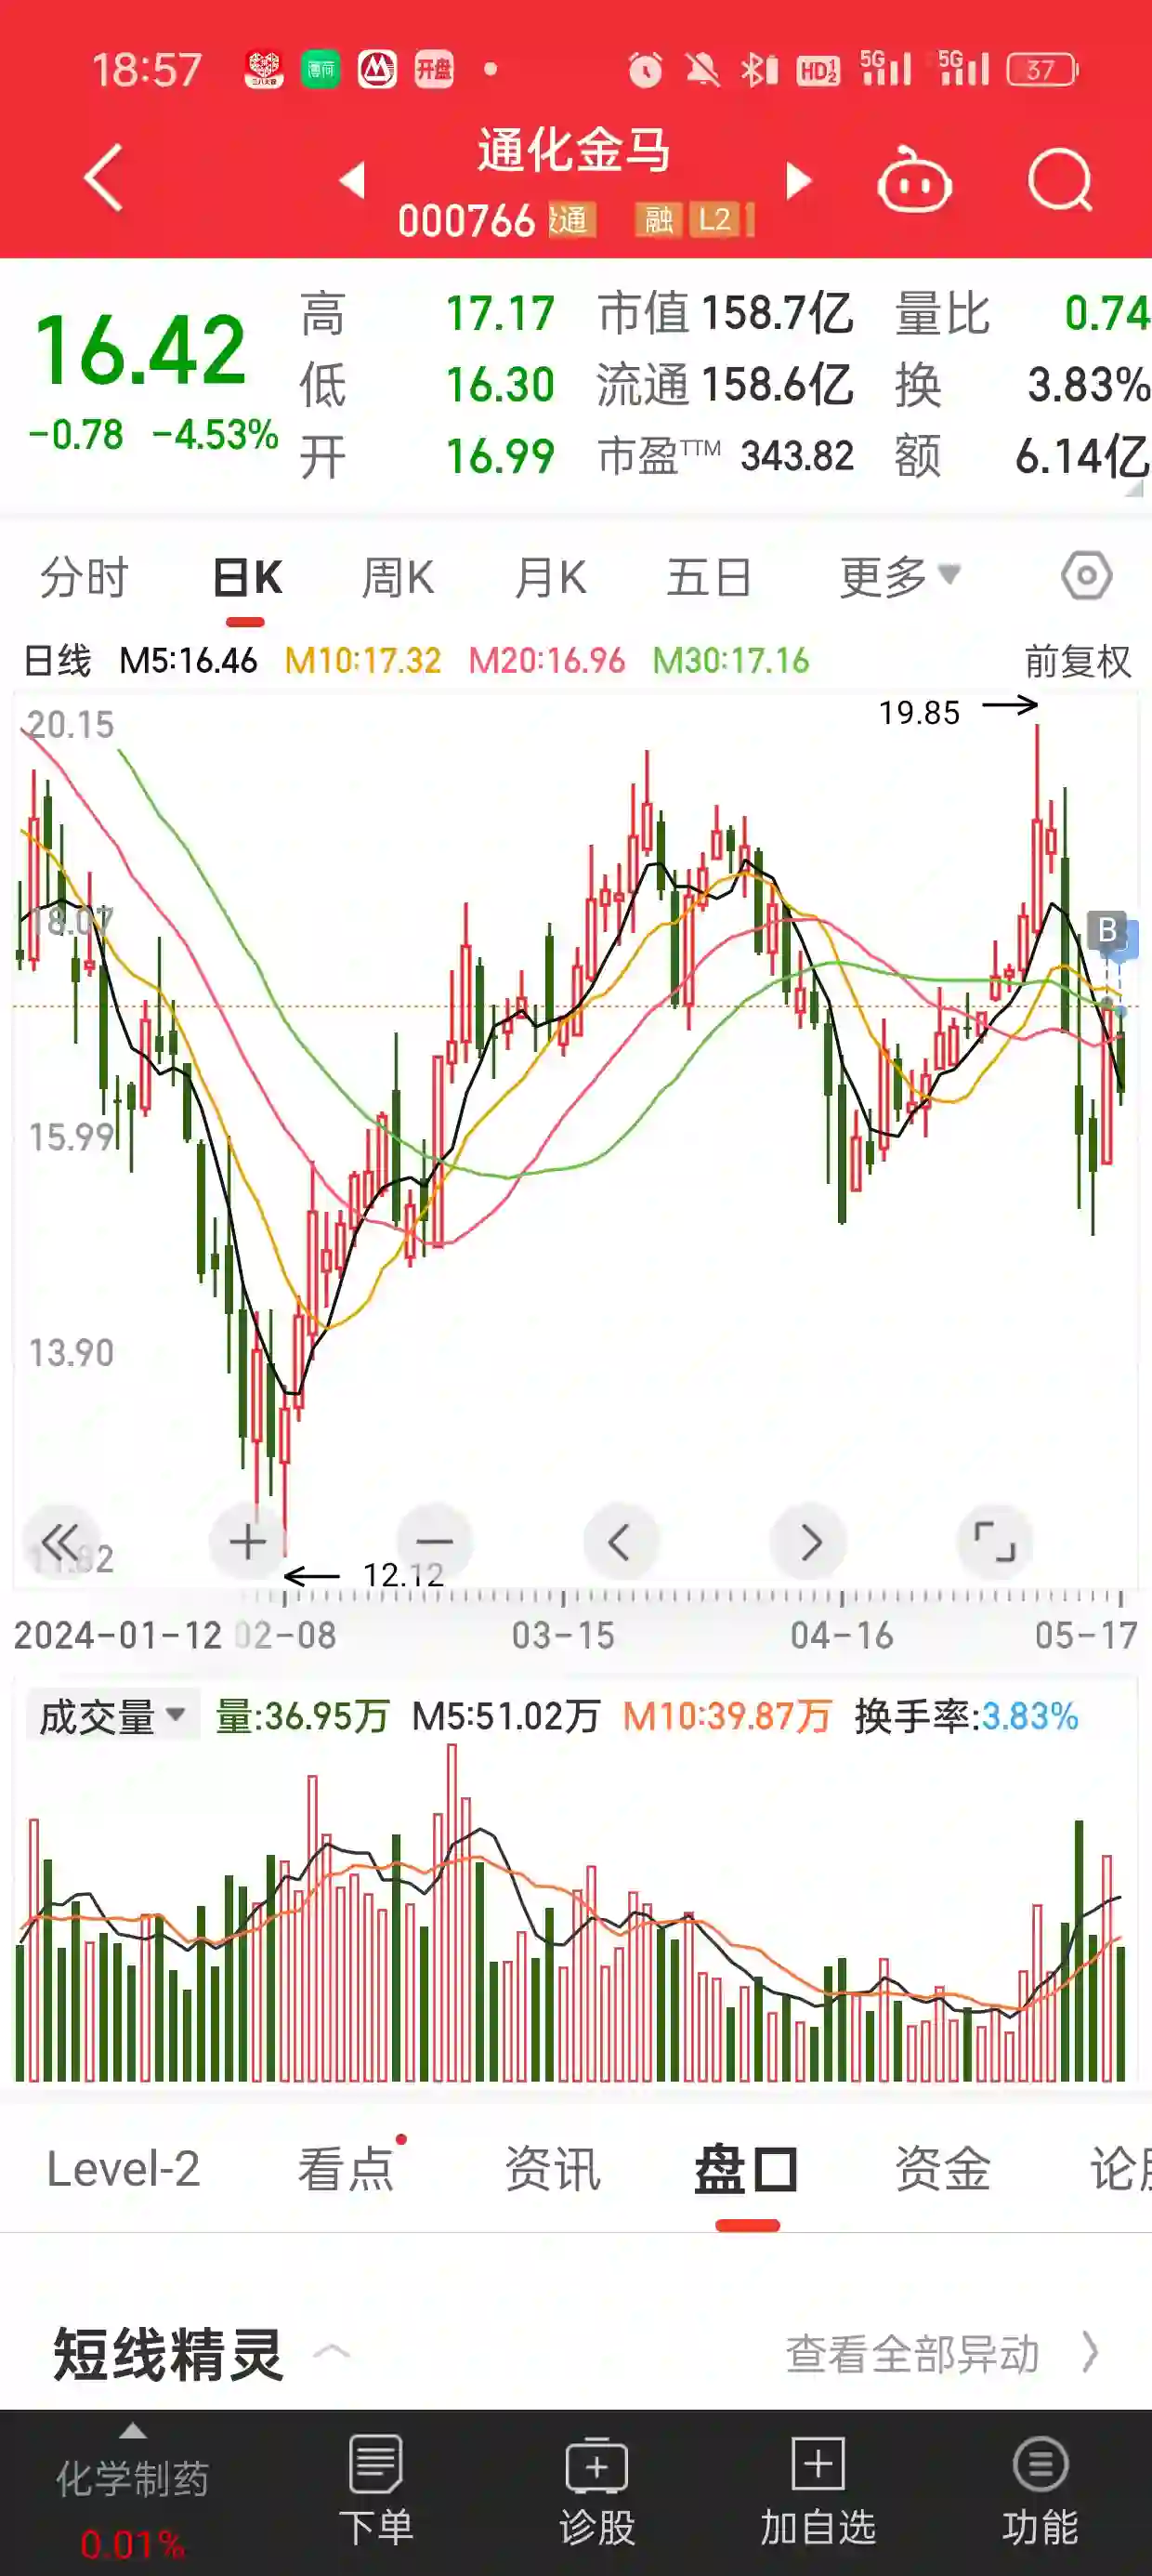 18:57 三八女管 薄荷 开盘 HD 5G 5G 37
通化金马
000766 通 融 L2
16.42
-0.78 -4.53%
高 17.17 市值 158.7亿 量比 0.74
低 16.30 流通 158.6亿 换 3.83%
开 16.99 市盈TTM 343.82 额 6.14亿
分时 日K 周K 月K 五日 更多
日线 M5:16.46 M10:17.32 M20:16.96 M30:17.16 前复权
20.15
19.85
18.07
B
15.99
13.90
11.82
12.12
2024-01-12 02-08 03-15 04-16 05-17
成交量 量:36.95万 M5:51.02万 M10:39.87万 换手率:3.83%
Level-2 看点 资讯 盘口 资金 论
短线精灵 查看全部异动
化学制药
0.01%
下单 诊股 加自选 功能